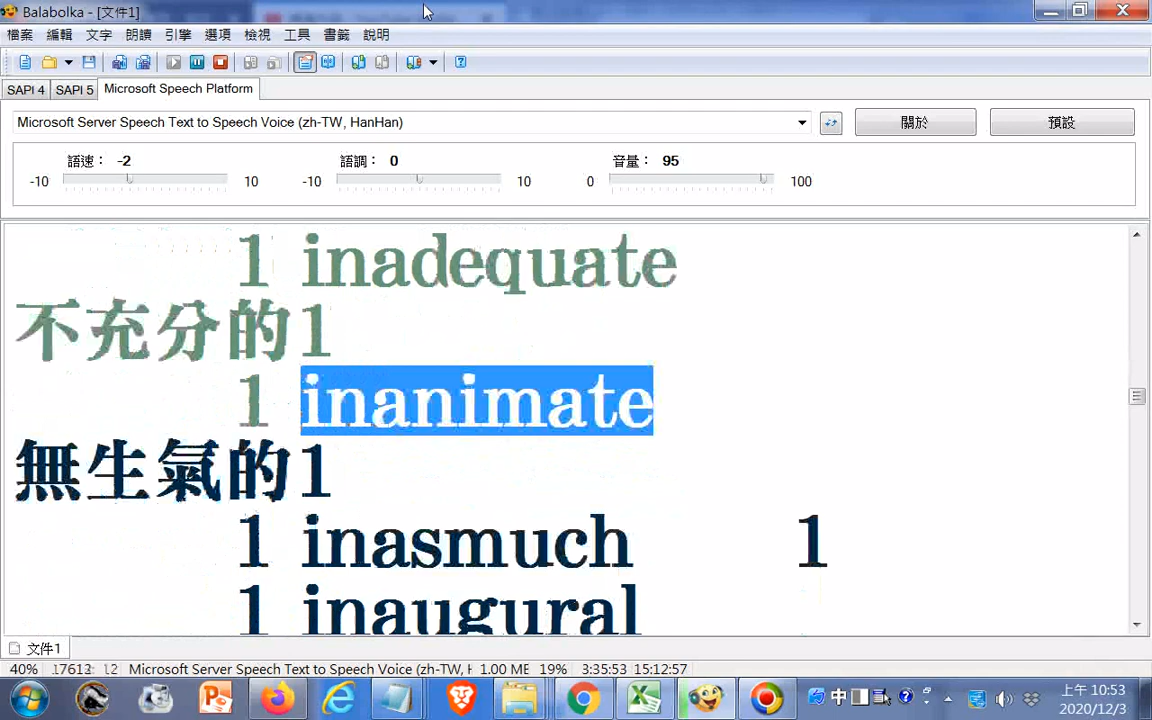 Balabolka - [文件1]
檔案 編輯 文字 朗讀 引擎 選項 檢視 工具 書籤 說明
SAPI 4 SAPI 5 Microsoft Speech Platform
Microsoft Server Speech Text to Speech Voice (zh-TW, HanHan)
關於 預設
語速： -2 語調： 0 音量： 95
-10 10 -10 10 0 100
1 inadequate
不充分的1
1 inanimate
無生氣的1
1 inasmuch 1
1 inaugural
文件1
40% Microsoft Server Speech Text to Speech Voice (zh-TW, 1.00 ME 19% 3:35:53 15:12:57
中 上午 10:53
2020/12/3